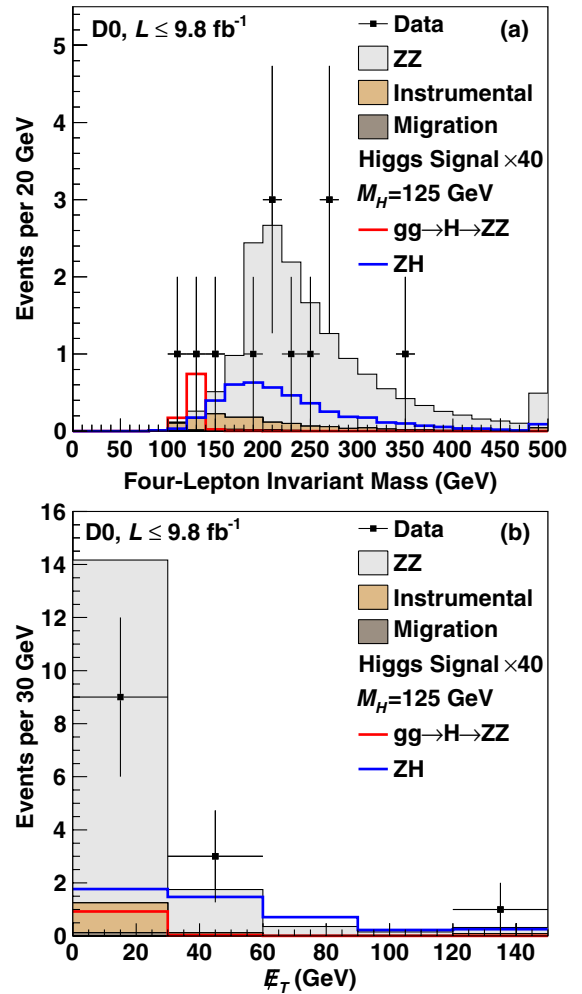 D0, L ≤ 9.8 fb⁻¹
(a)
Data
ZZ
Instrumental
Migration
Higgs Signal ×40
M_H=125 GeV
gg→H→ZZ
ZH
Events per 20 GeV
5
4
3
2
1
0
0 50 100 150 200 250 300 350 400 450 500
Four-Lepton Invariant Mass (GeV)
D0, L ≤ 9.8 fb⁻¹
(b)
Data
ZZ
Instrumental
Migration
Higgs Signal ×40
M_H=125 GeV
gg→H→ZZ
ZH
Events per 30 GeV
16
14
12
10
8
6
4
2
0
0 20 40 60 80 100 120 140
E̸_T (GeV)